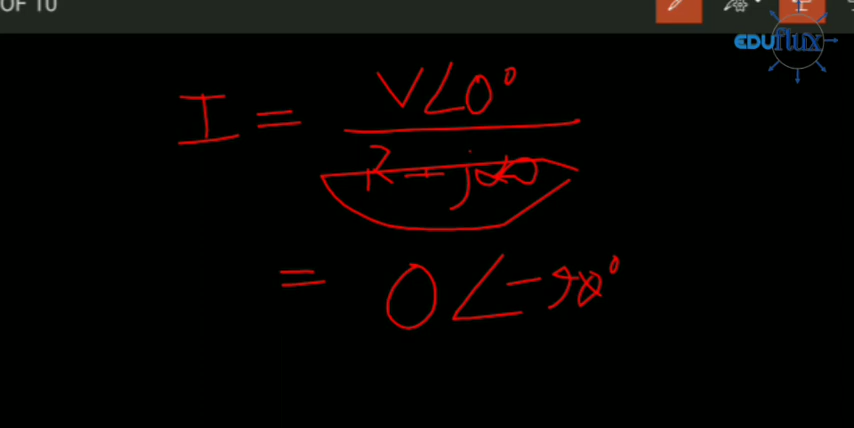 OF 10
EDUflux
I = V∠0°
R + j∞
= 0∠-90°